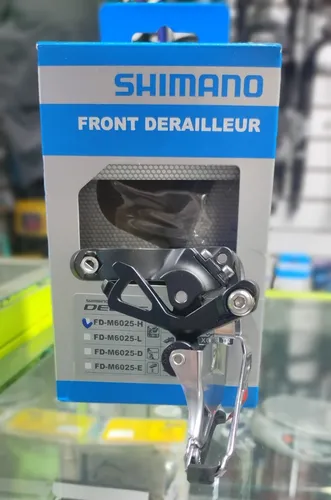 SHIMANO
FRONT DERAILLEUR
FD-M6025-H
FD-M6025-L
FD-M6025-D
FD-M6025-E